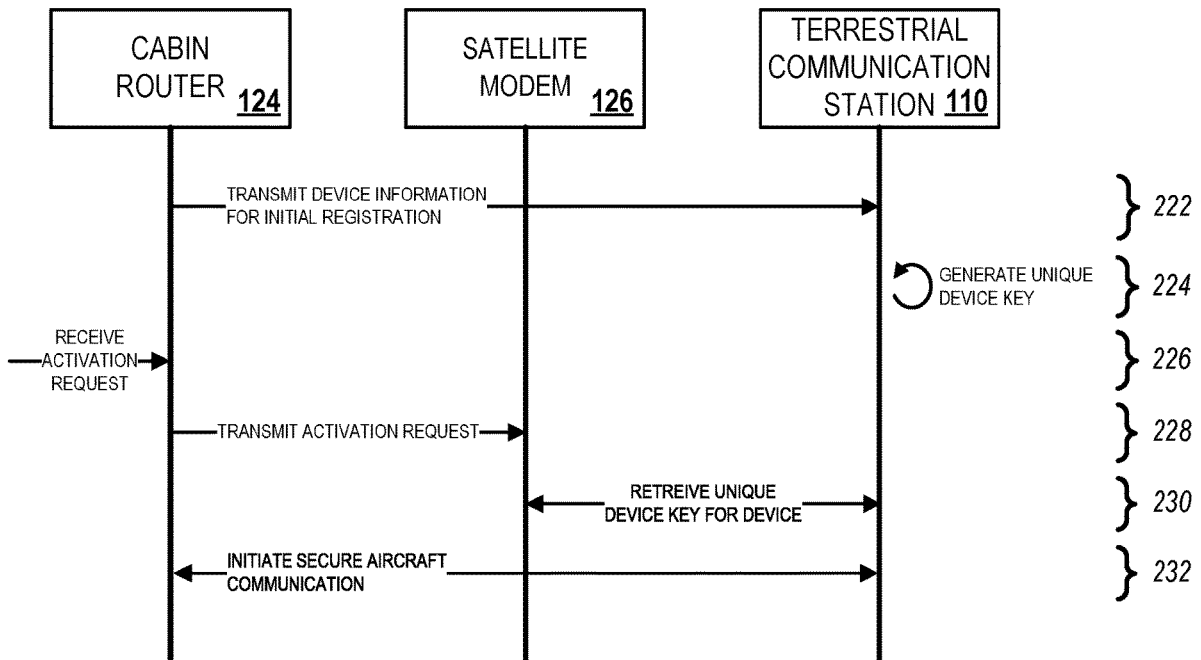 CABIN
ROUTER 124
SATELLITE
MODEM 126
TERRESTRIAL
COMMUNICATION
STATION 110
TRANSMIT DEVICE INFORMATION
FOR INITIAL REGISTRATION
222
GENERATE UNIQUE
DEVICE KEY
224
RECEIVE
ACTIVATION
REQUEST
226
TRANSMIT ACTIVATION REQUEST
228
RETREIVE UNIQUE
DEVICE KEY FOR DEVICE
230
INITIATE SECURE AIRCRAFT
COMMUNICATION
232